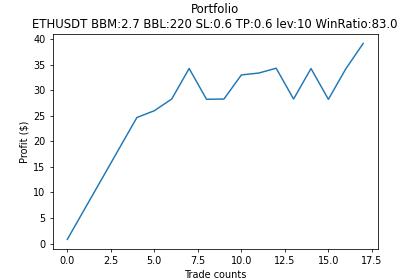 Portfolio
ETHUSDT BBM:2.7 BBL:220 SL:0.6 TP:0.6 lev:10 WinRatio:83.0
40
35
30
25
20
15
10
5
0
Profit ($)
0.0 2.5 5.0 7.5 10.0 12.5 15.0 17.5
Trade counts